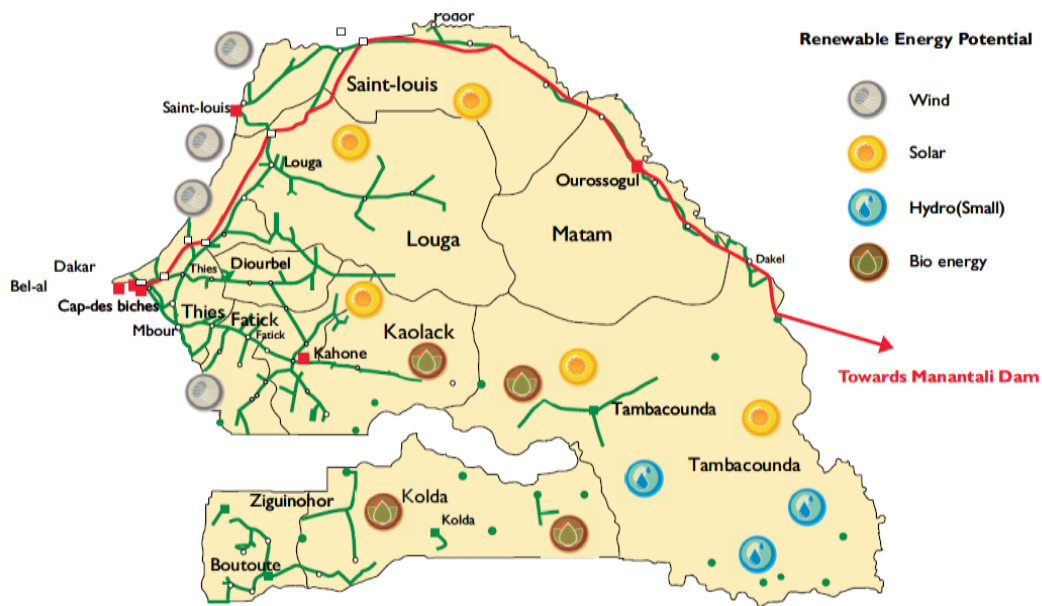 Podor
Renewable Energy Potential
Saint-louis
Wind
Saint-louis
Solar
Louga
Ourossogul
Hydro(Small)
Louga
Matam
Bio energy
Dakar
Thies
Diourbel
Dakel
Bel-al
Cap-des biches
Thies
Fatick
Mbour
Fatick
Kaolack
Kahone
Towards Manantali Dam
Tambacounda
Tambacounda
Ziguinohor
Kolda
Kolda
Boutoute